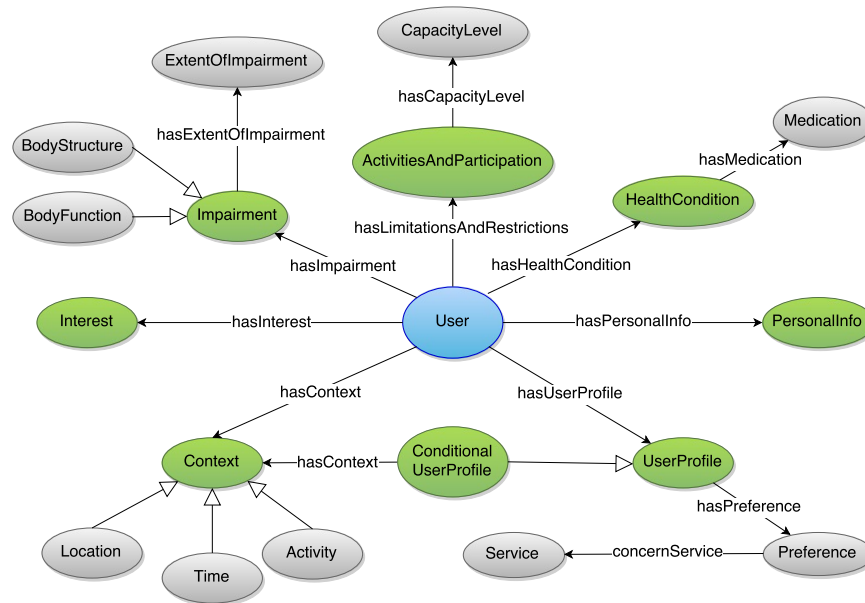 CapacityLevel
ExtentOfImpairment
hasCapacityLevel
Medication
hasExtentOfImpairment
BodyStructure
ActivitiesAndParticipation
hasMedication
HealthCondition
BodyFunction
Impairment
hasLimitationsAndRestrictions
hasImpairment
hasHealthCondition
Interest
hasInterest
User
hasPersonalInfo
PersonalInfo
hasContext
hasUserProfile
Context
hasContext
Conditional
UserProfile
UserProfile
hasPreference
Location
Time
Activity
Service
concernService
Preference